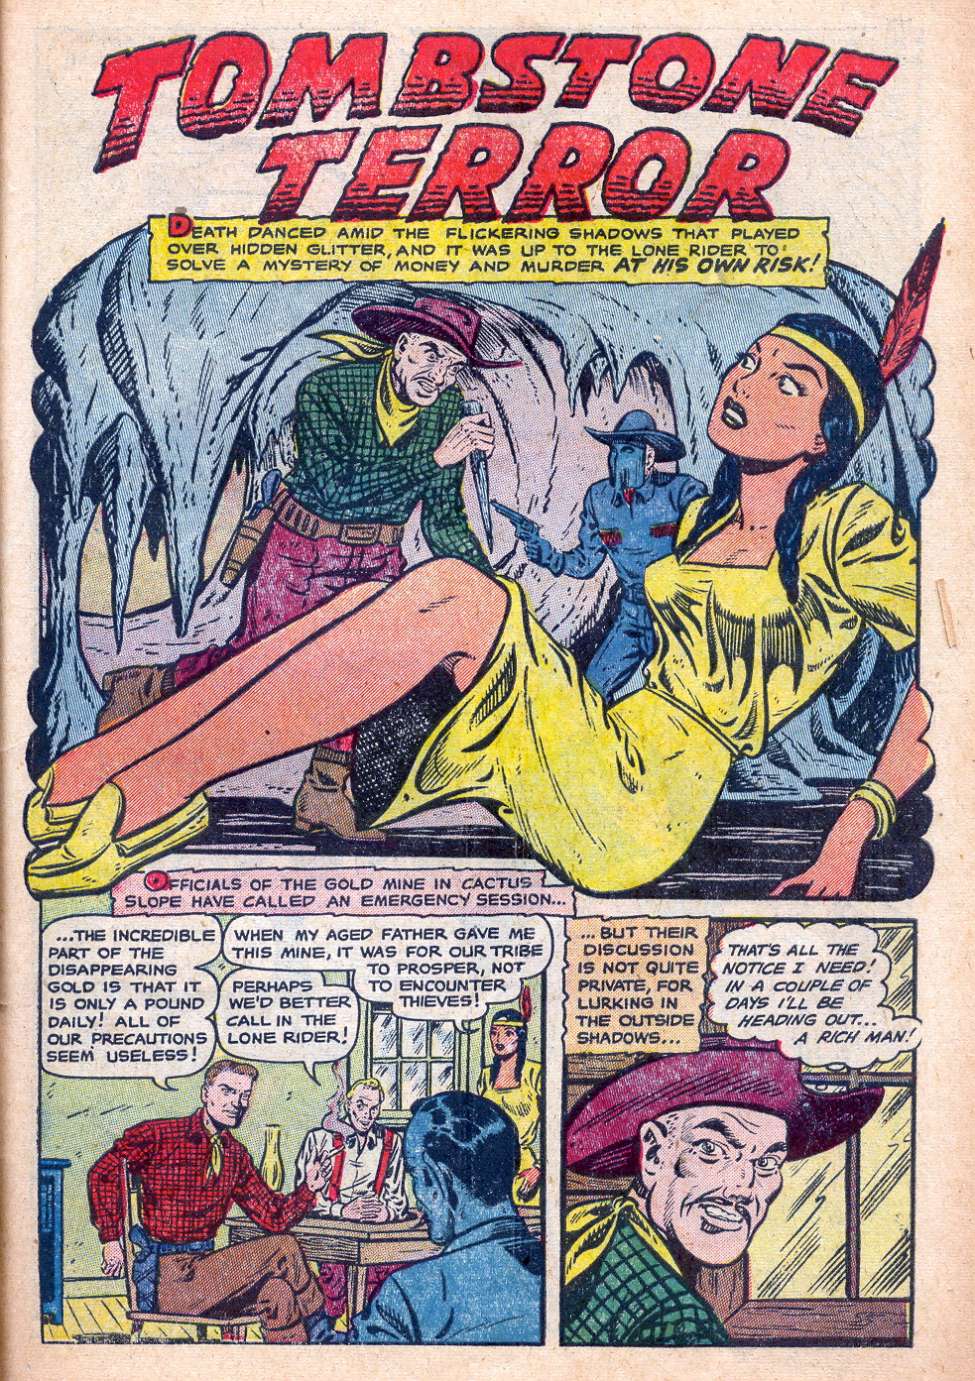 TOMBSTONE
TERROR
DEATH DANCED AMID THE FLICKERING SHADOWS THAT PLAYED
OVER HIDDEN GLITTER, AND IT WAS UP TO THE LONE RIDER TO
SOLVE A MYSTERY OF MONEY AND MURDER AT HIS OWN RISK!
OFFICIALS OF THE GOLD MINE IN CACTUS
SLOPE HAVE CALLED AN EMERGENCY SESSION...
...THE INCREDIBLE
PART OF THE
DISAPPEARING
GOLD IS THAT IT
IS ONLY A POUND
DAILY! ALL OF
OUR PRECAUTIONS
SEEM USELESS!
WHEN MY AGED FATHER GAVE ME
THIS MINE, IT WAS FOR OUR TRIBE
TO PROSPER, NOT
TO ENCOUNTER
THIEVES!
PERHAPS
WE'D BETTER
CALL IN THE
LONE RIDER!
... BUT THEIR
DISCUSSION
IS NOT QUITE
PRIVATE, FOR
LURKING IN
THE OUTSIDE
SHADOWS...
THAT'S ALL THE
NOTICE I NEED!
IN A COUPLE OF
DAYS I'LL BE
HEADING OUT...
A RICH MAN!